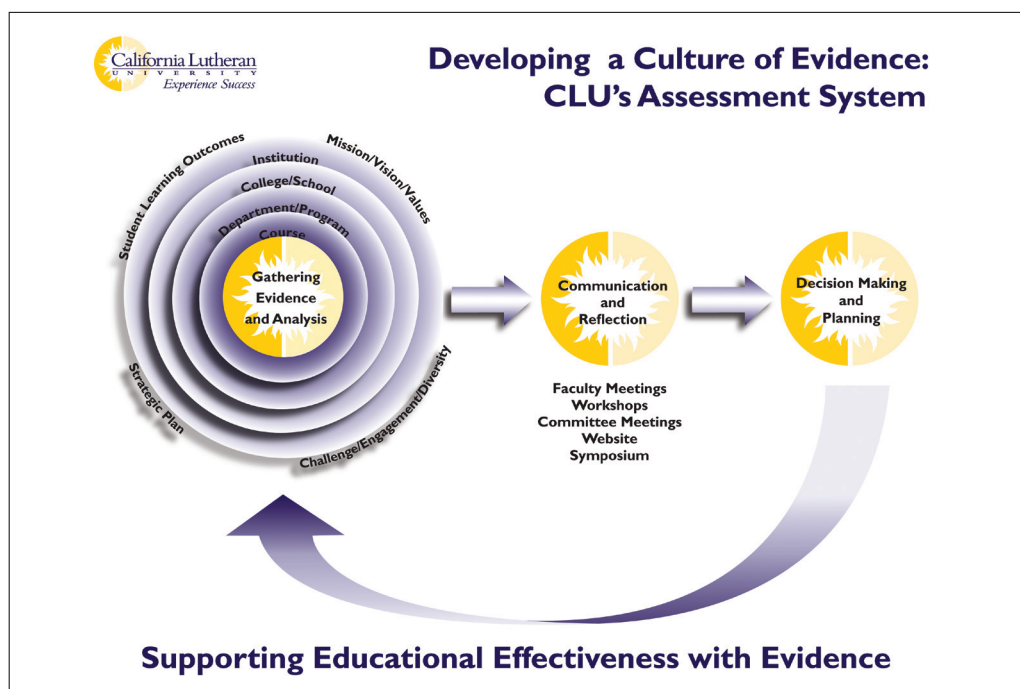 California Lutheran
UNIVERSITY
Experience Success
Developing a Culture of Evidence:
CLU's Assessment System
Student Learning Outcomes
Mission/Vision/Values
Institution
College/School
Department/Program
Course
Gathering
Evidence
and Analysis
Strategic Plan
Challenge/Engagement/Diversity
Communication
and
Reflection
Faculty Meetings
Workshops
Committee Meetings
Website
Symposium
Decision Making
and
Planning
Supporting Educational Effectiveness with Evidence